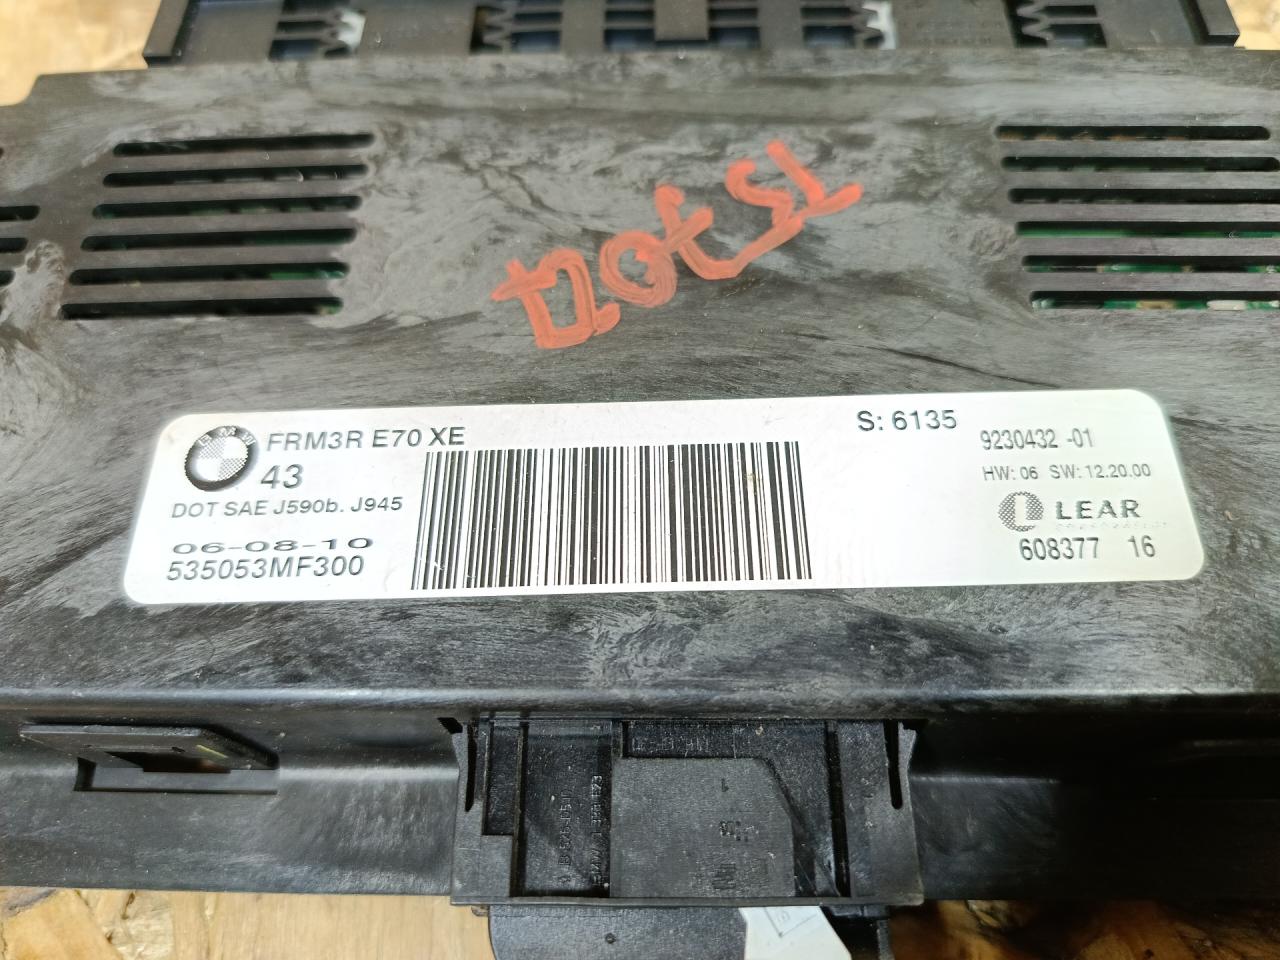 FRM3R E70 XE
43
DOT SAE J590b. J945
06-08-10
535053MF300
S: 6135
9230432 -01
HW: 06 SW: 12.20.00
LEAR
608377 16